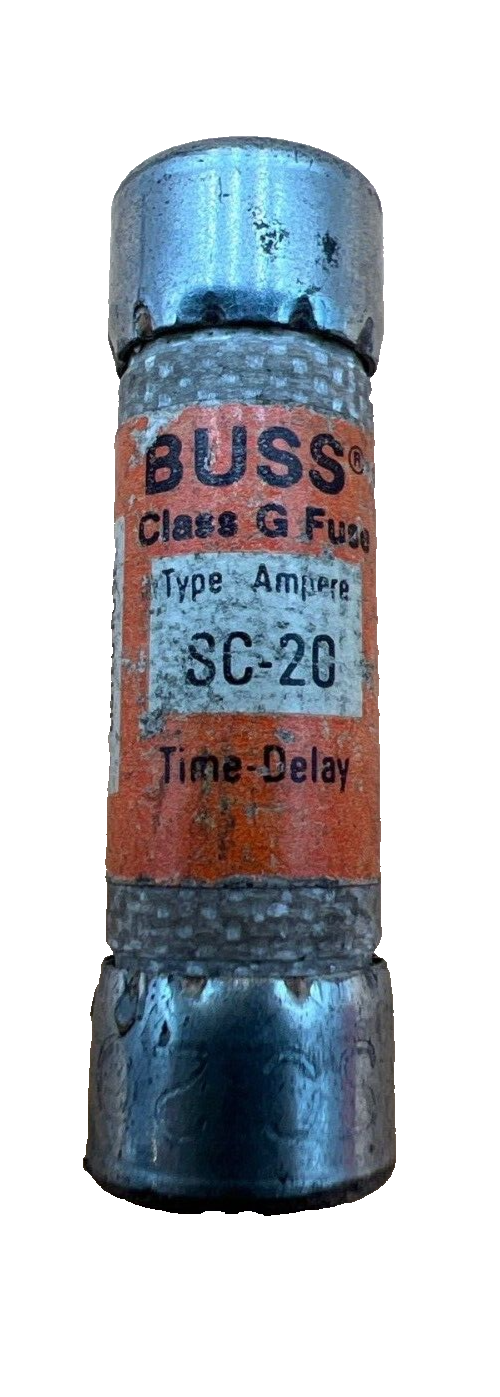 BUSS®
Class G Fuse
Type Ampere
SC-20
Time-Delay